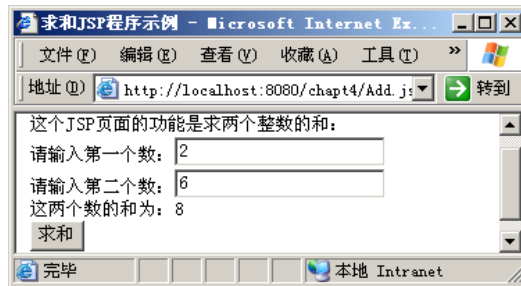 求和JSP程序示例 - Microsoft Internet Ex...
文件(F) 编辑(E) 查看(V) 收藏(A) 工具(T) »
地址(D) http://localhost:8080/chapt4/Add.js 转到
这个JSP页面的功能是求两个整数的和：
请输入第一个数：2
请输入第二个数：6
这两个数的和为：8
求和
完毕 本地 Intranet